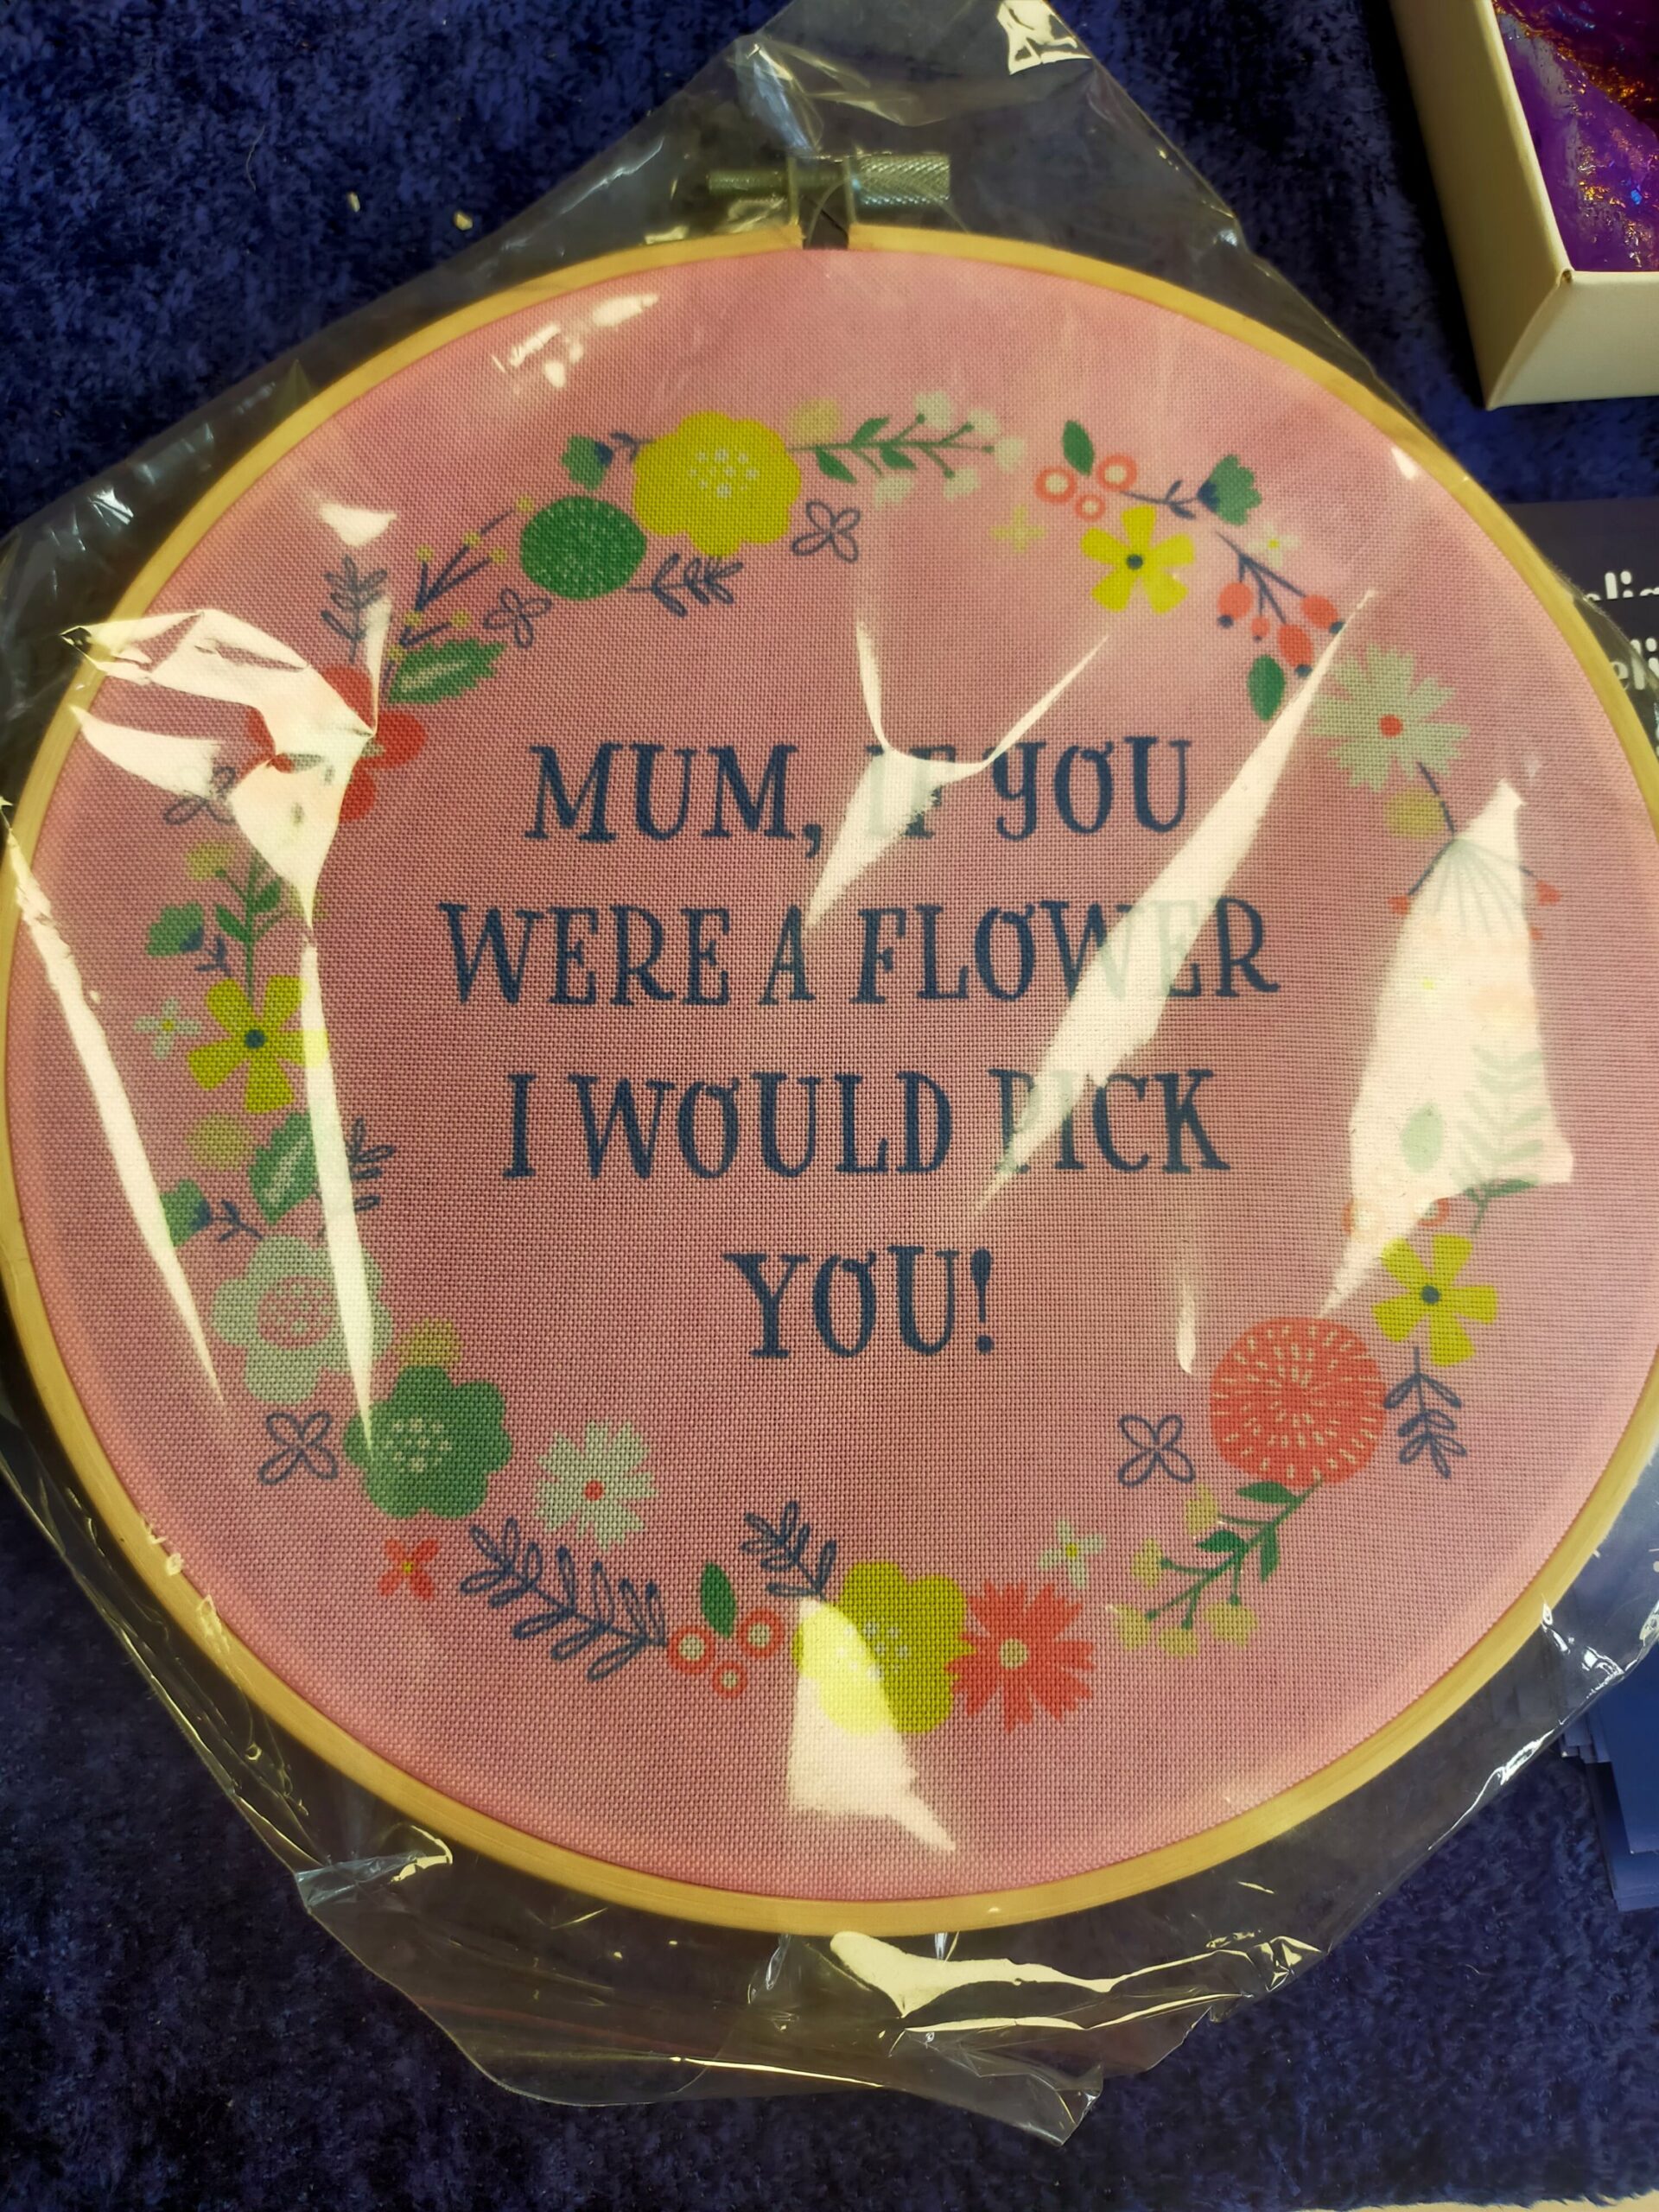 MUM, IF YOU
WERE A FLOWER
I WOULD PICK
YOU!